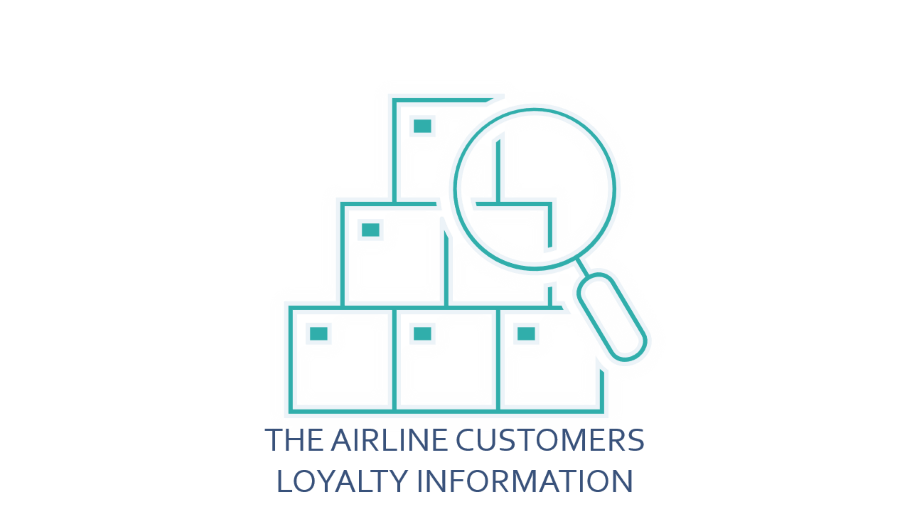 THE AIRLINE CUSTOMERS
LOYALTY INFORMATION